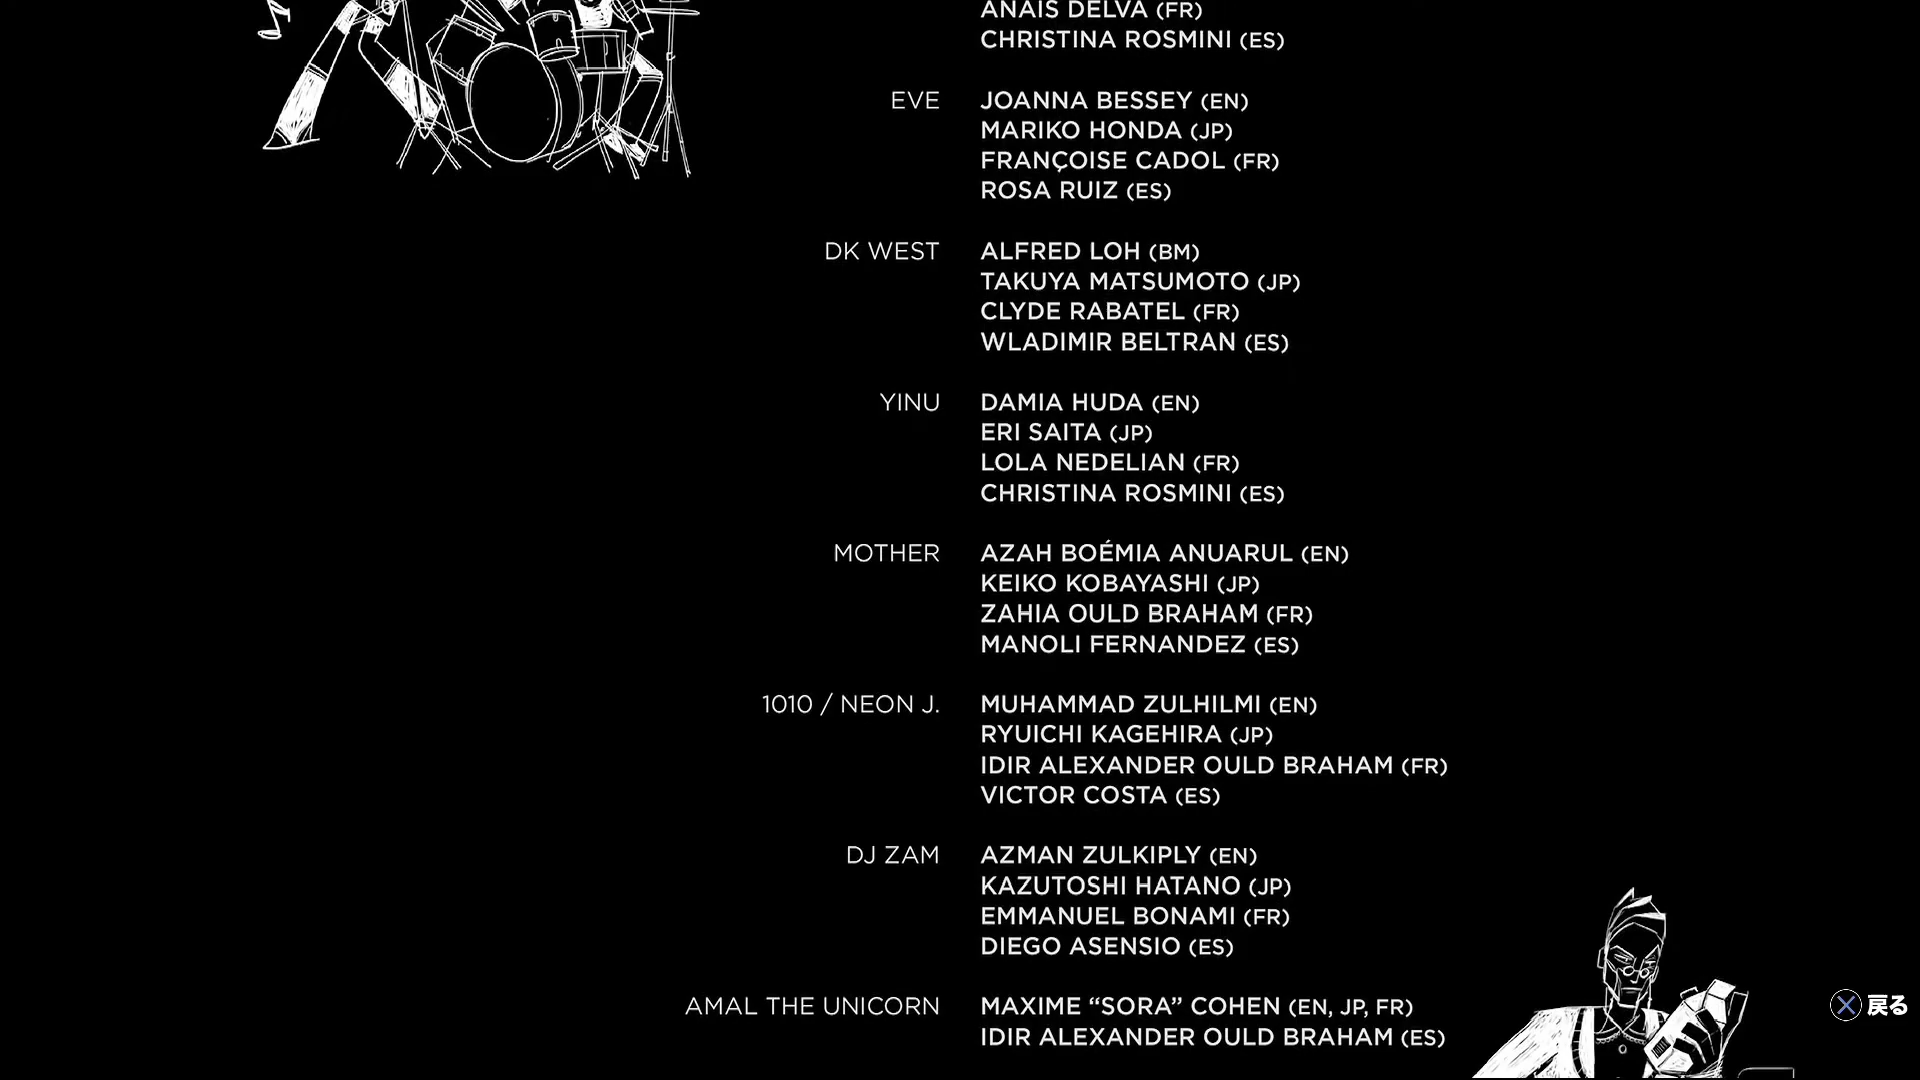 ANAIS DELVA (FR)
CHRISTINA ROSMINI (ES)
EVE JOANNA BESSEY (EN)
MARIKO HONDA (JP)
FRANÇOISE CADOL (FR)
ROSA RUIZ (ES)
DK WEST ALFRED LOH (BM)
TAKUYA MATSUMOTO (JP)
CLYDE RABATEL (FR)
WLADIMIR BELTRAN (ES)
YINU DAMIA HUDA (EN)
ERI SAITA (JP)
LOLA NEDELIAN (FR)
CHRISTINA ROSMINI (ES)
MOTHER AZAH BOÉMIA ANUARUL (EN)
KEIKO KOBAYASHI (JP)
ZAHIA OULD BRAHAM (FR)
MANOLI FERNANDEZ (ES)
1010 / NEON J. MUHAMMAD ZULHILMI (EN)
RYUICHI KAGEHIRA (JP)
IDIR ALEXANDER OULD BRAHAM (FR)
VICTOR COSTA (ES)
DJ ZAM AZMAN ZULKIPLY (EN)
KAZUTOSHI HATANO (JP)
EMMANUEL BONAMI (FR)
DIEGO ASENSIO (ES)
AMAL THE UNICORN MAXIME “SORA” COHEN (EN, JP, FR)
IDIR ALEXANDER OULD BRAHAM (ES)
戻る